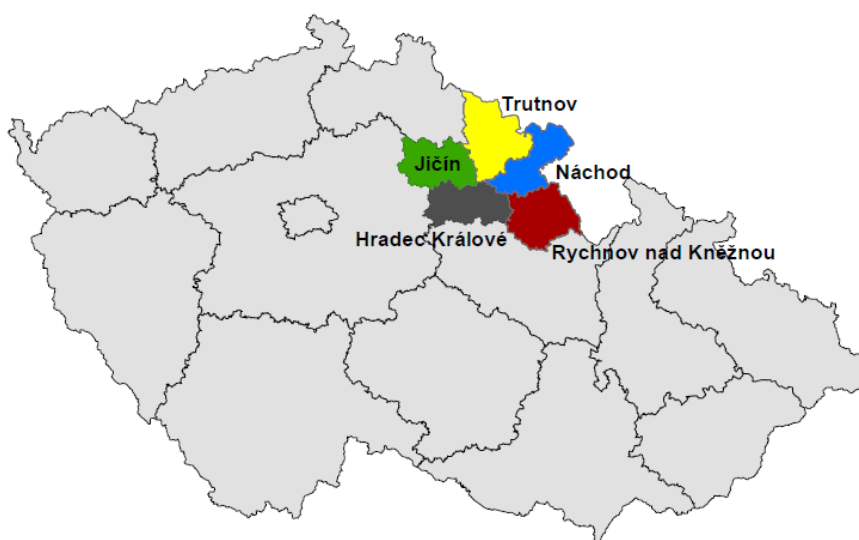 Trutnov
Jičín
Náchod
Hradec Králové
Rychnov nad Kněžnou